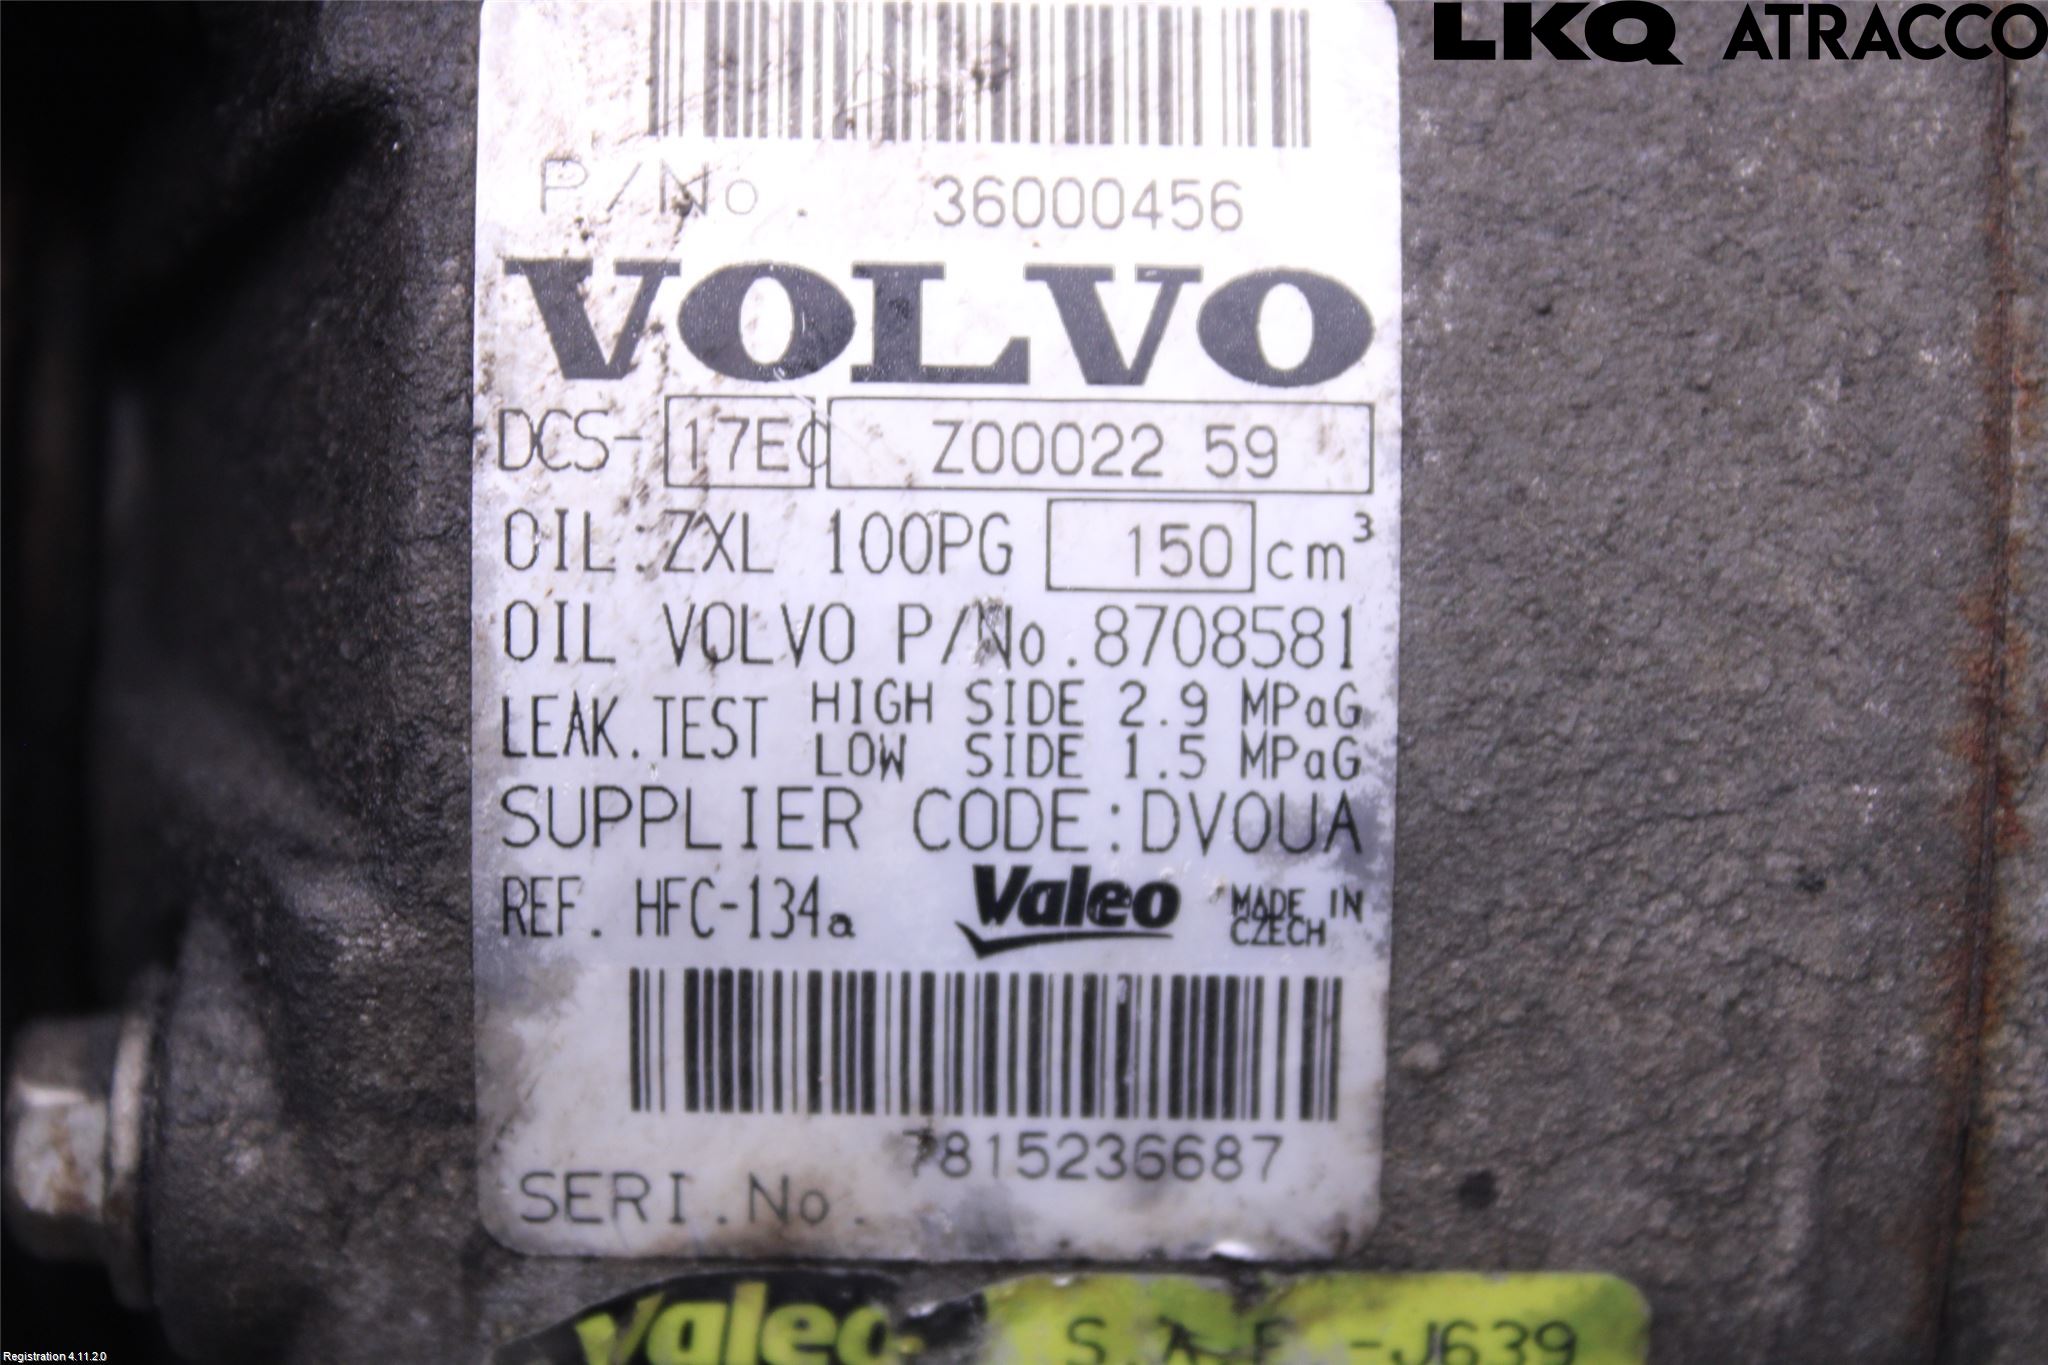 LKQ ATRACCO
P/No. 36000456
VOLVO
DCS- 17EC Z00022 59
OIL:ZXL 100PG 150 cm³
OIL VOLVO P/No.8708581
LEAK.TEST HIGH SIDE 2.9 MPaG
LOW SIDE 1.5 MPaG
SUPPLIER CODE:DVOUA
REF. HFC-134a Valeo MADE IN
CZECH
7815236687
SERI.No.
Valeo S.A.E -J639
Registration 4.11.2.0